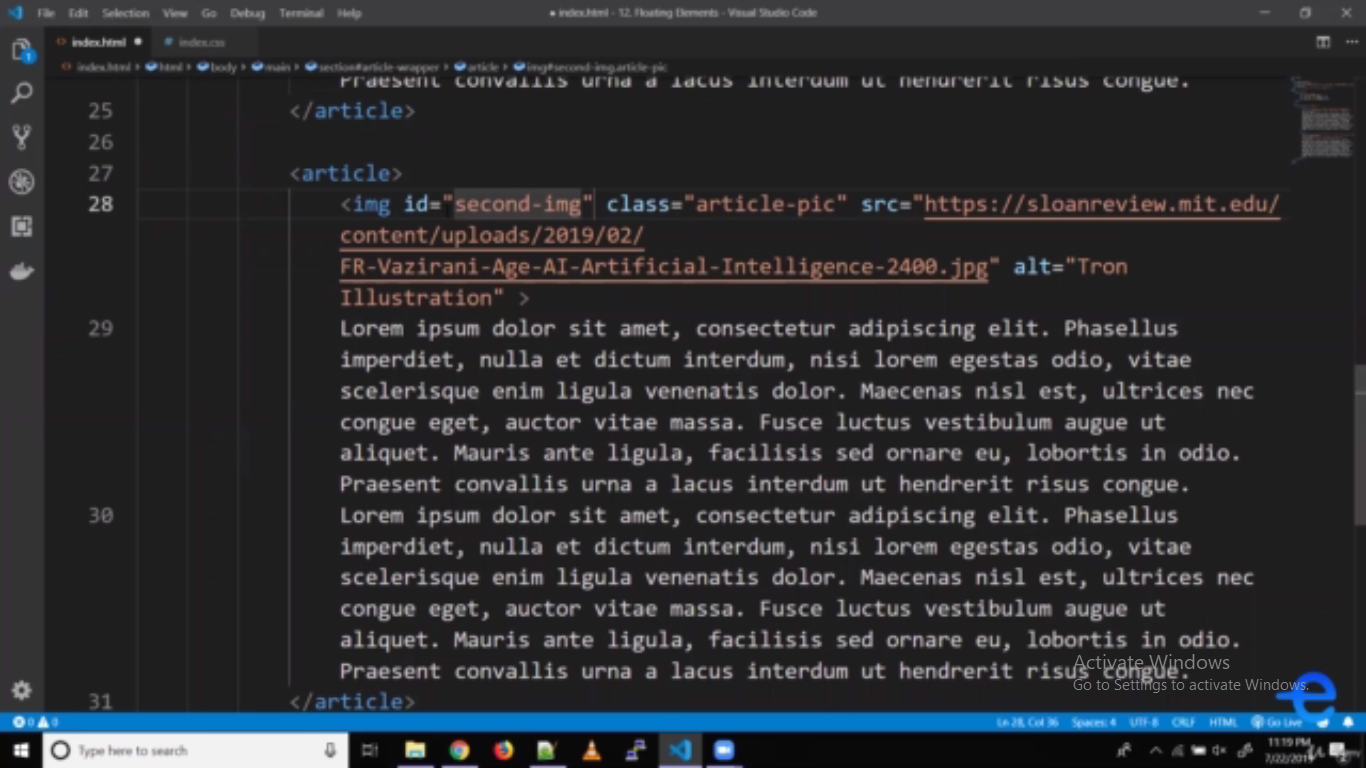 File Edit Selection View Go Debug Terminal Help
● index.html - 12. Floating Elements - Visual Studio Code
index.html ● index.css
index.html › html › body › main › section#article-wrapper › article › img#second-img.article-pic
Praesent convallis urna a lacus interdum ut hendrerit risus congue.
25 </article>
26
27 <article>
28 <img id="second-img" class="article-pic" src="https://sloanreview.mit.edu/
content/uploads/2019/02/
FR-Vazirani-Age-AI-Artificial-Intelligence-2400.jpg" alt="Tron
Illustration" >
29 Lorem ipsum dolor sit amet, consectetur adipiscing elit. Phasellus
imperdiet, nulla et dictum interdum, nisi lorem egestas odio, vitae
scelerisque enim ligula venenatis dolor. Maecenas nisl est, ultrices nec
congue eget, auctor vitae massa. Fusce luctus vestibulum augue ut
aliquet. Mauris ante ligula, facilisis sed ornare eu, lobortis in odio.
Praesent convallis urna a lacus interdum ut hendrerit risus congue.
30 Lorem ipsum dolor sit amet, consectetur adipiscing elit. Phasellus
imperdiet, nulla et dictum interdum, nisi lorem egestas odio, vitae
scelerisque enim ligula venenatis dolor. Maecenas nisl est, ultrices nec
congue eget, auctor vitae massa. Fusce luctus vestibulum augue ut
aliquet. Mauris ante ligula, facilisis sed ornare eu, lobortis in odio.
Praesent convallis urna a lacus interdum ut hendrerit risus congue.
Activate Windows
Go to Settings to activate Windows.
31 </article>
0 0 Ln 28, Col 36 Spaces: 4 UTF-8 CRLF HTML Go Live
Type here to search
11:19 PM